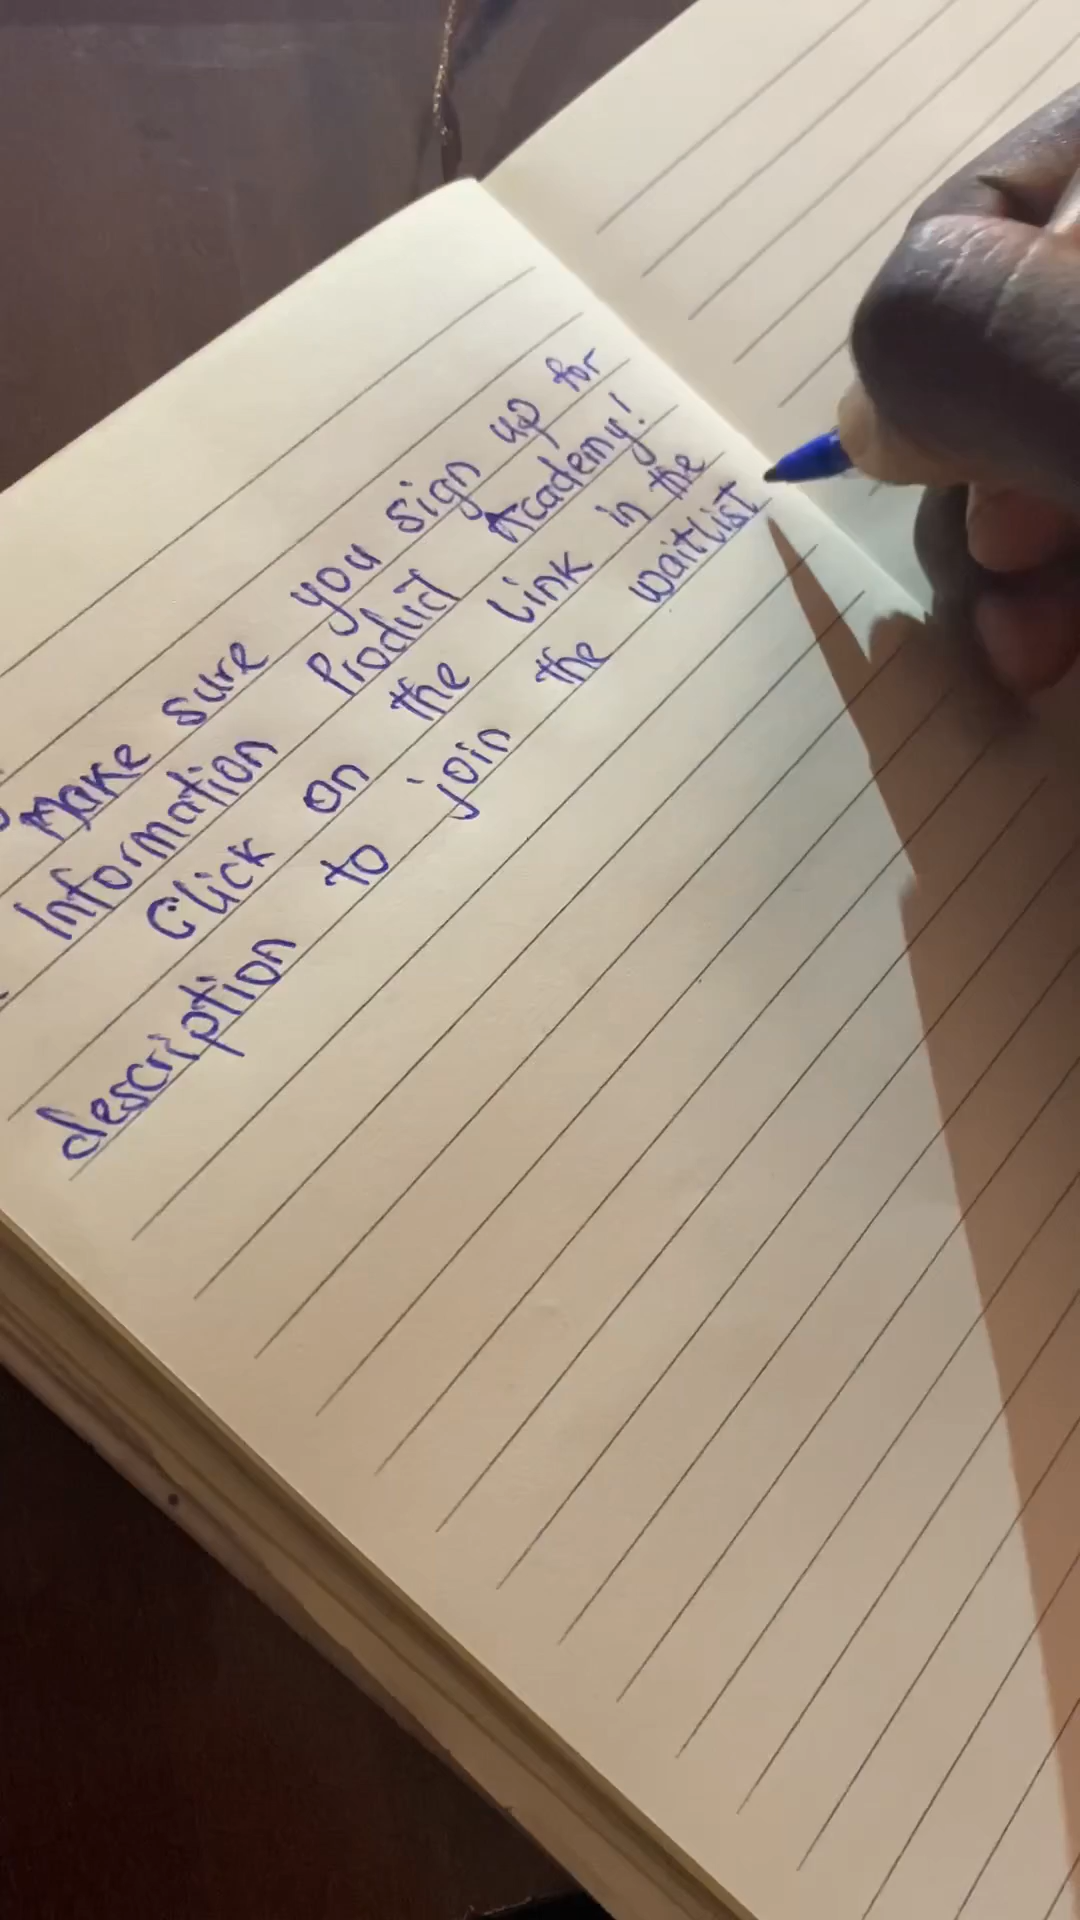 Make sure you sign up for
Information Product Academy!
Click on the link in the
description to join the waitlist